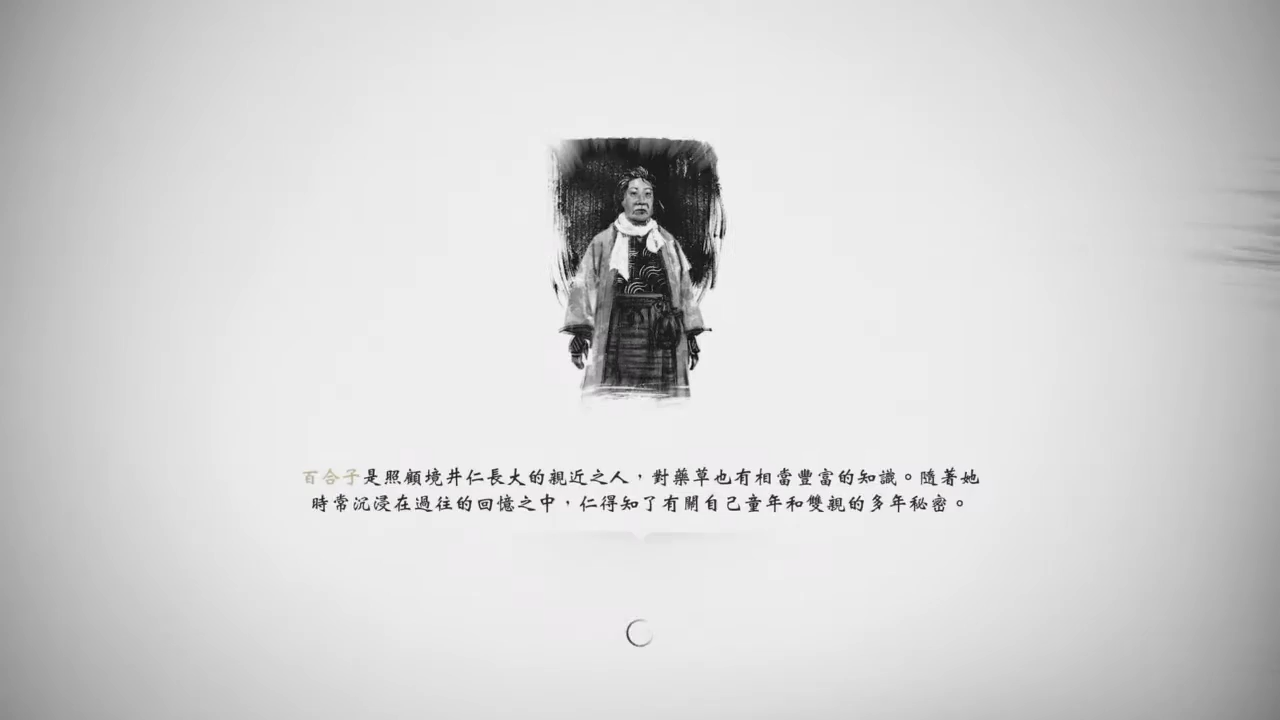 百合子是照顧境井仁長大的親近之人，對藥草也有相當豐富的知識。隨著她
時常沉浸在過往的回憶之中，仁得知了有關自己童年和雙親的多年秘密。